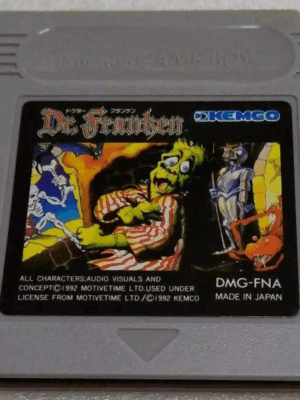 Nintendo GAME BOY
ドクター フランケン
Dr. Franken
KEMCO
ALL CHARACTERS,AUDIO VISUALS AND
CONCEPT©1992 MOTIVETIME LTD.USED UNDER
LICENSE FROM MOTIVETIME LTD./©1992 KEMCO
DMG-FNA
MADE IN JAPAN